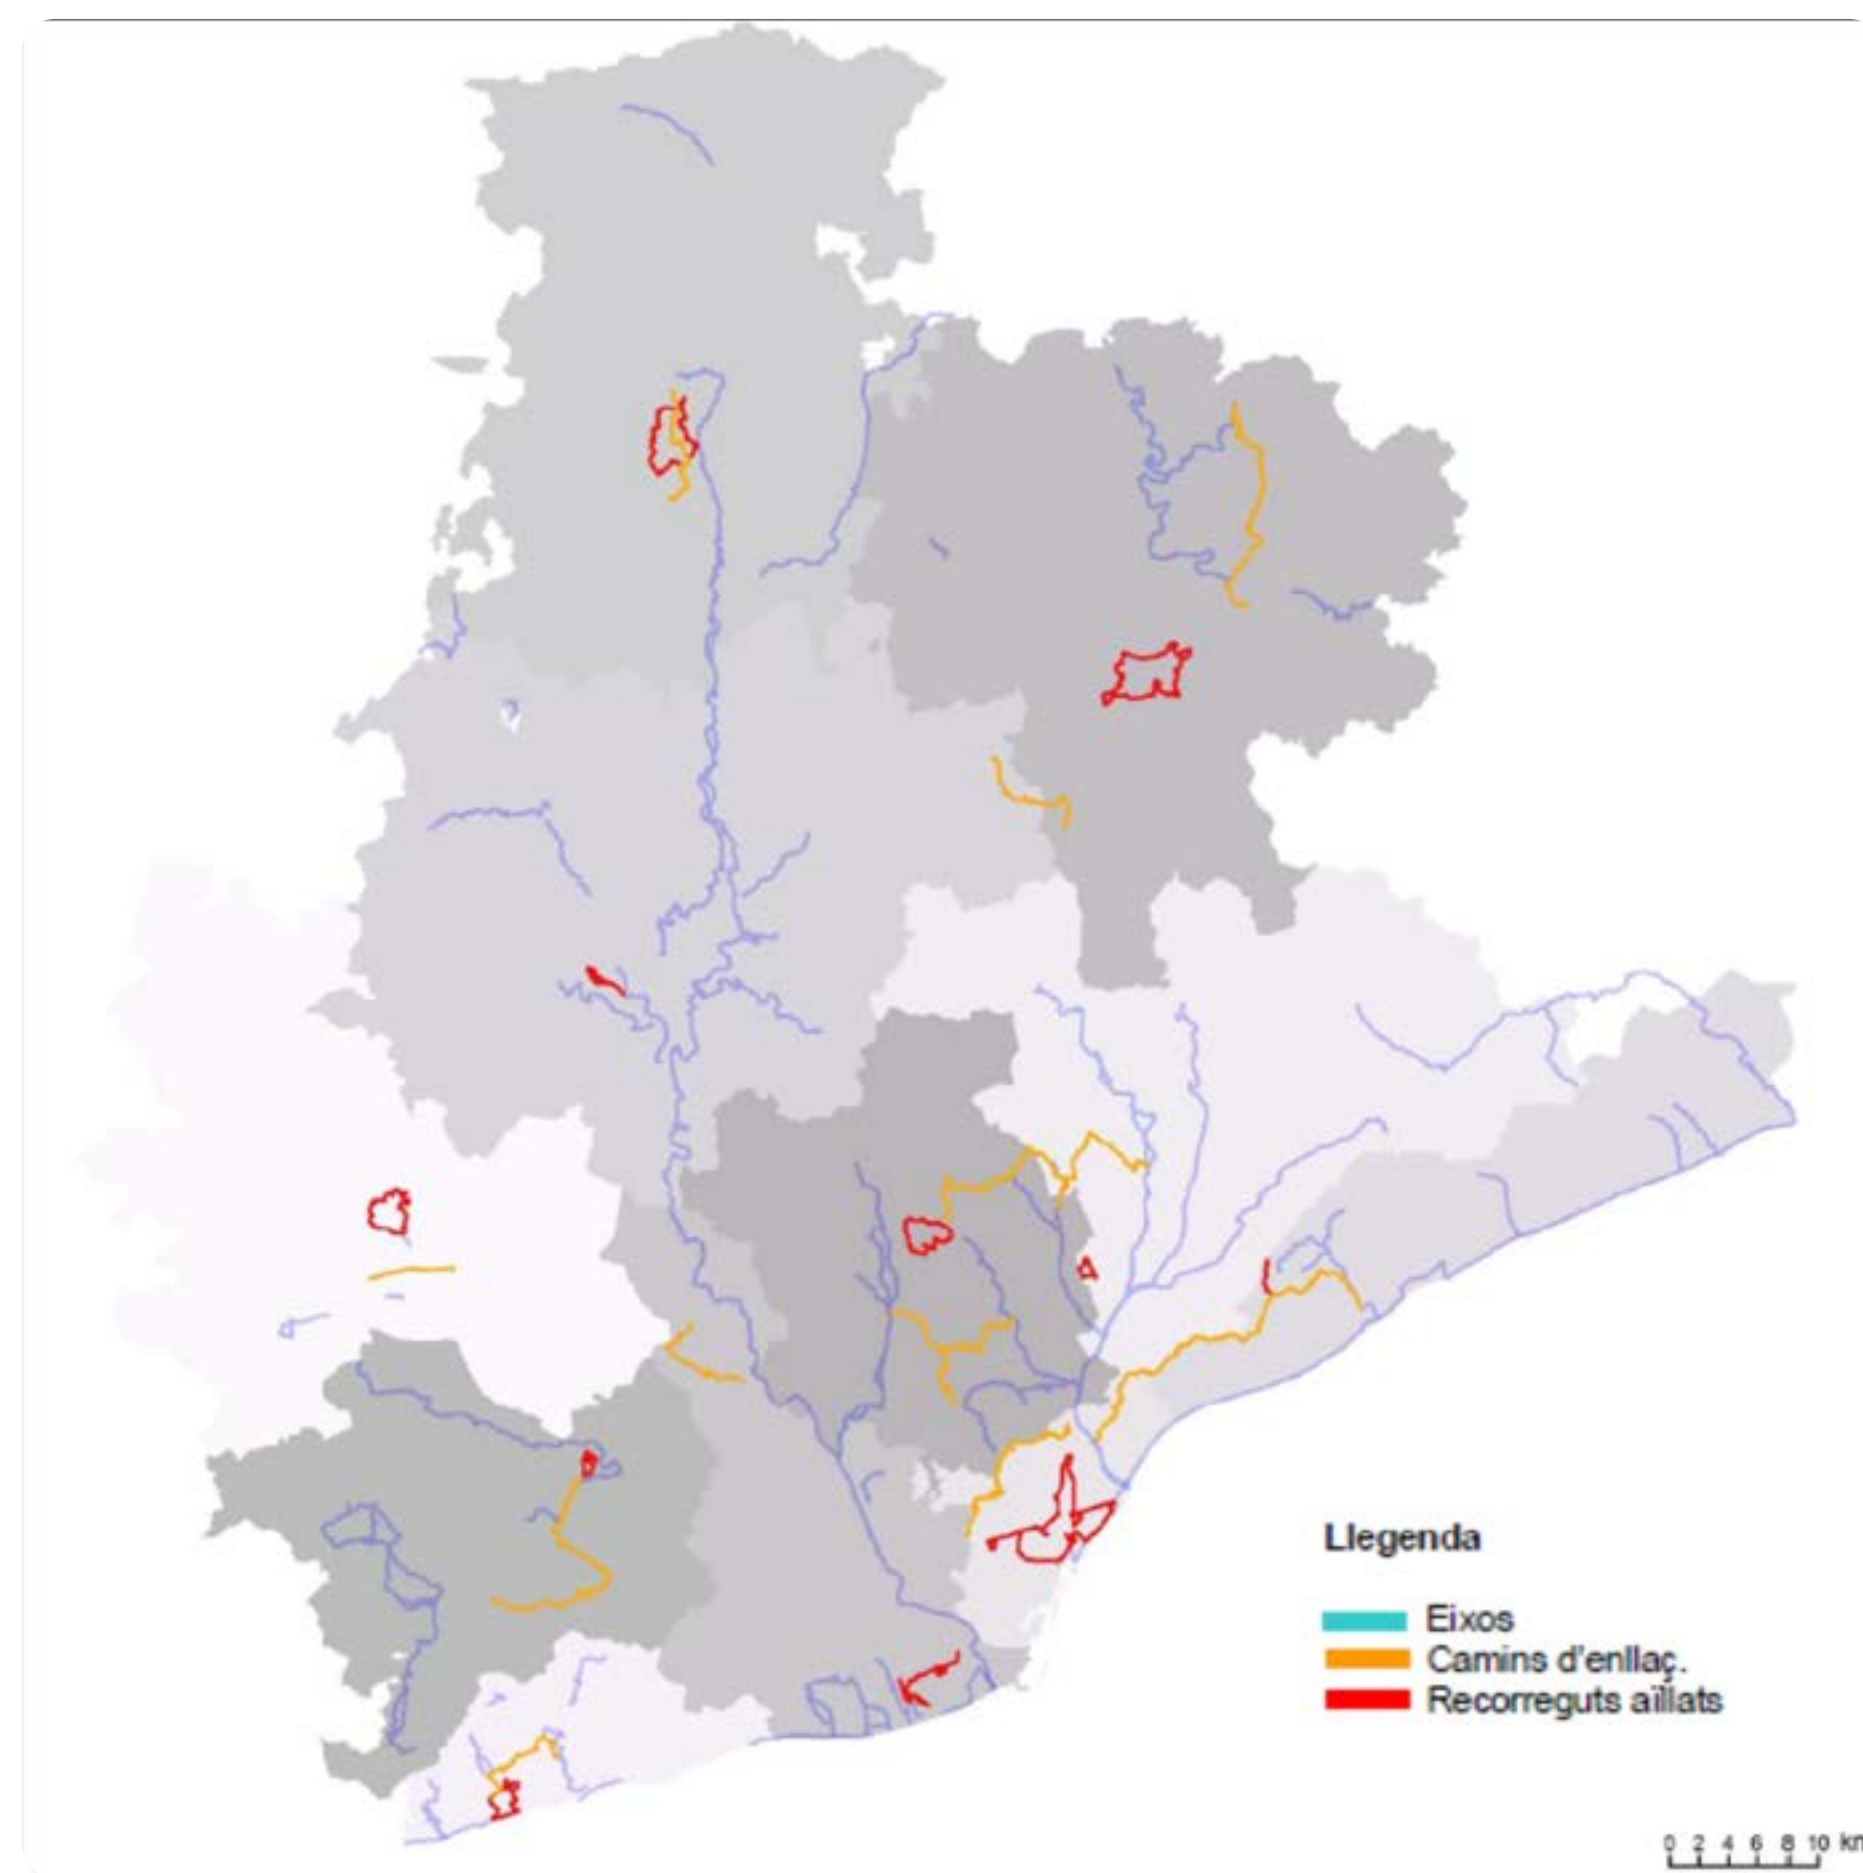 Llegenda
Eixos
Camins d'enllaç.
Recorreguts aïllats
0 2 4 6 8 10 km